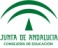 JUNTA DE ANDALUCIA
CONSEJERÍA DE EDUCACIÓN